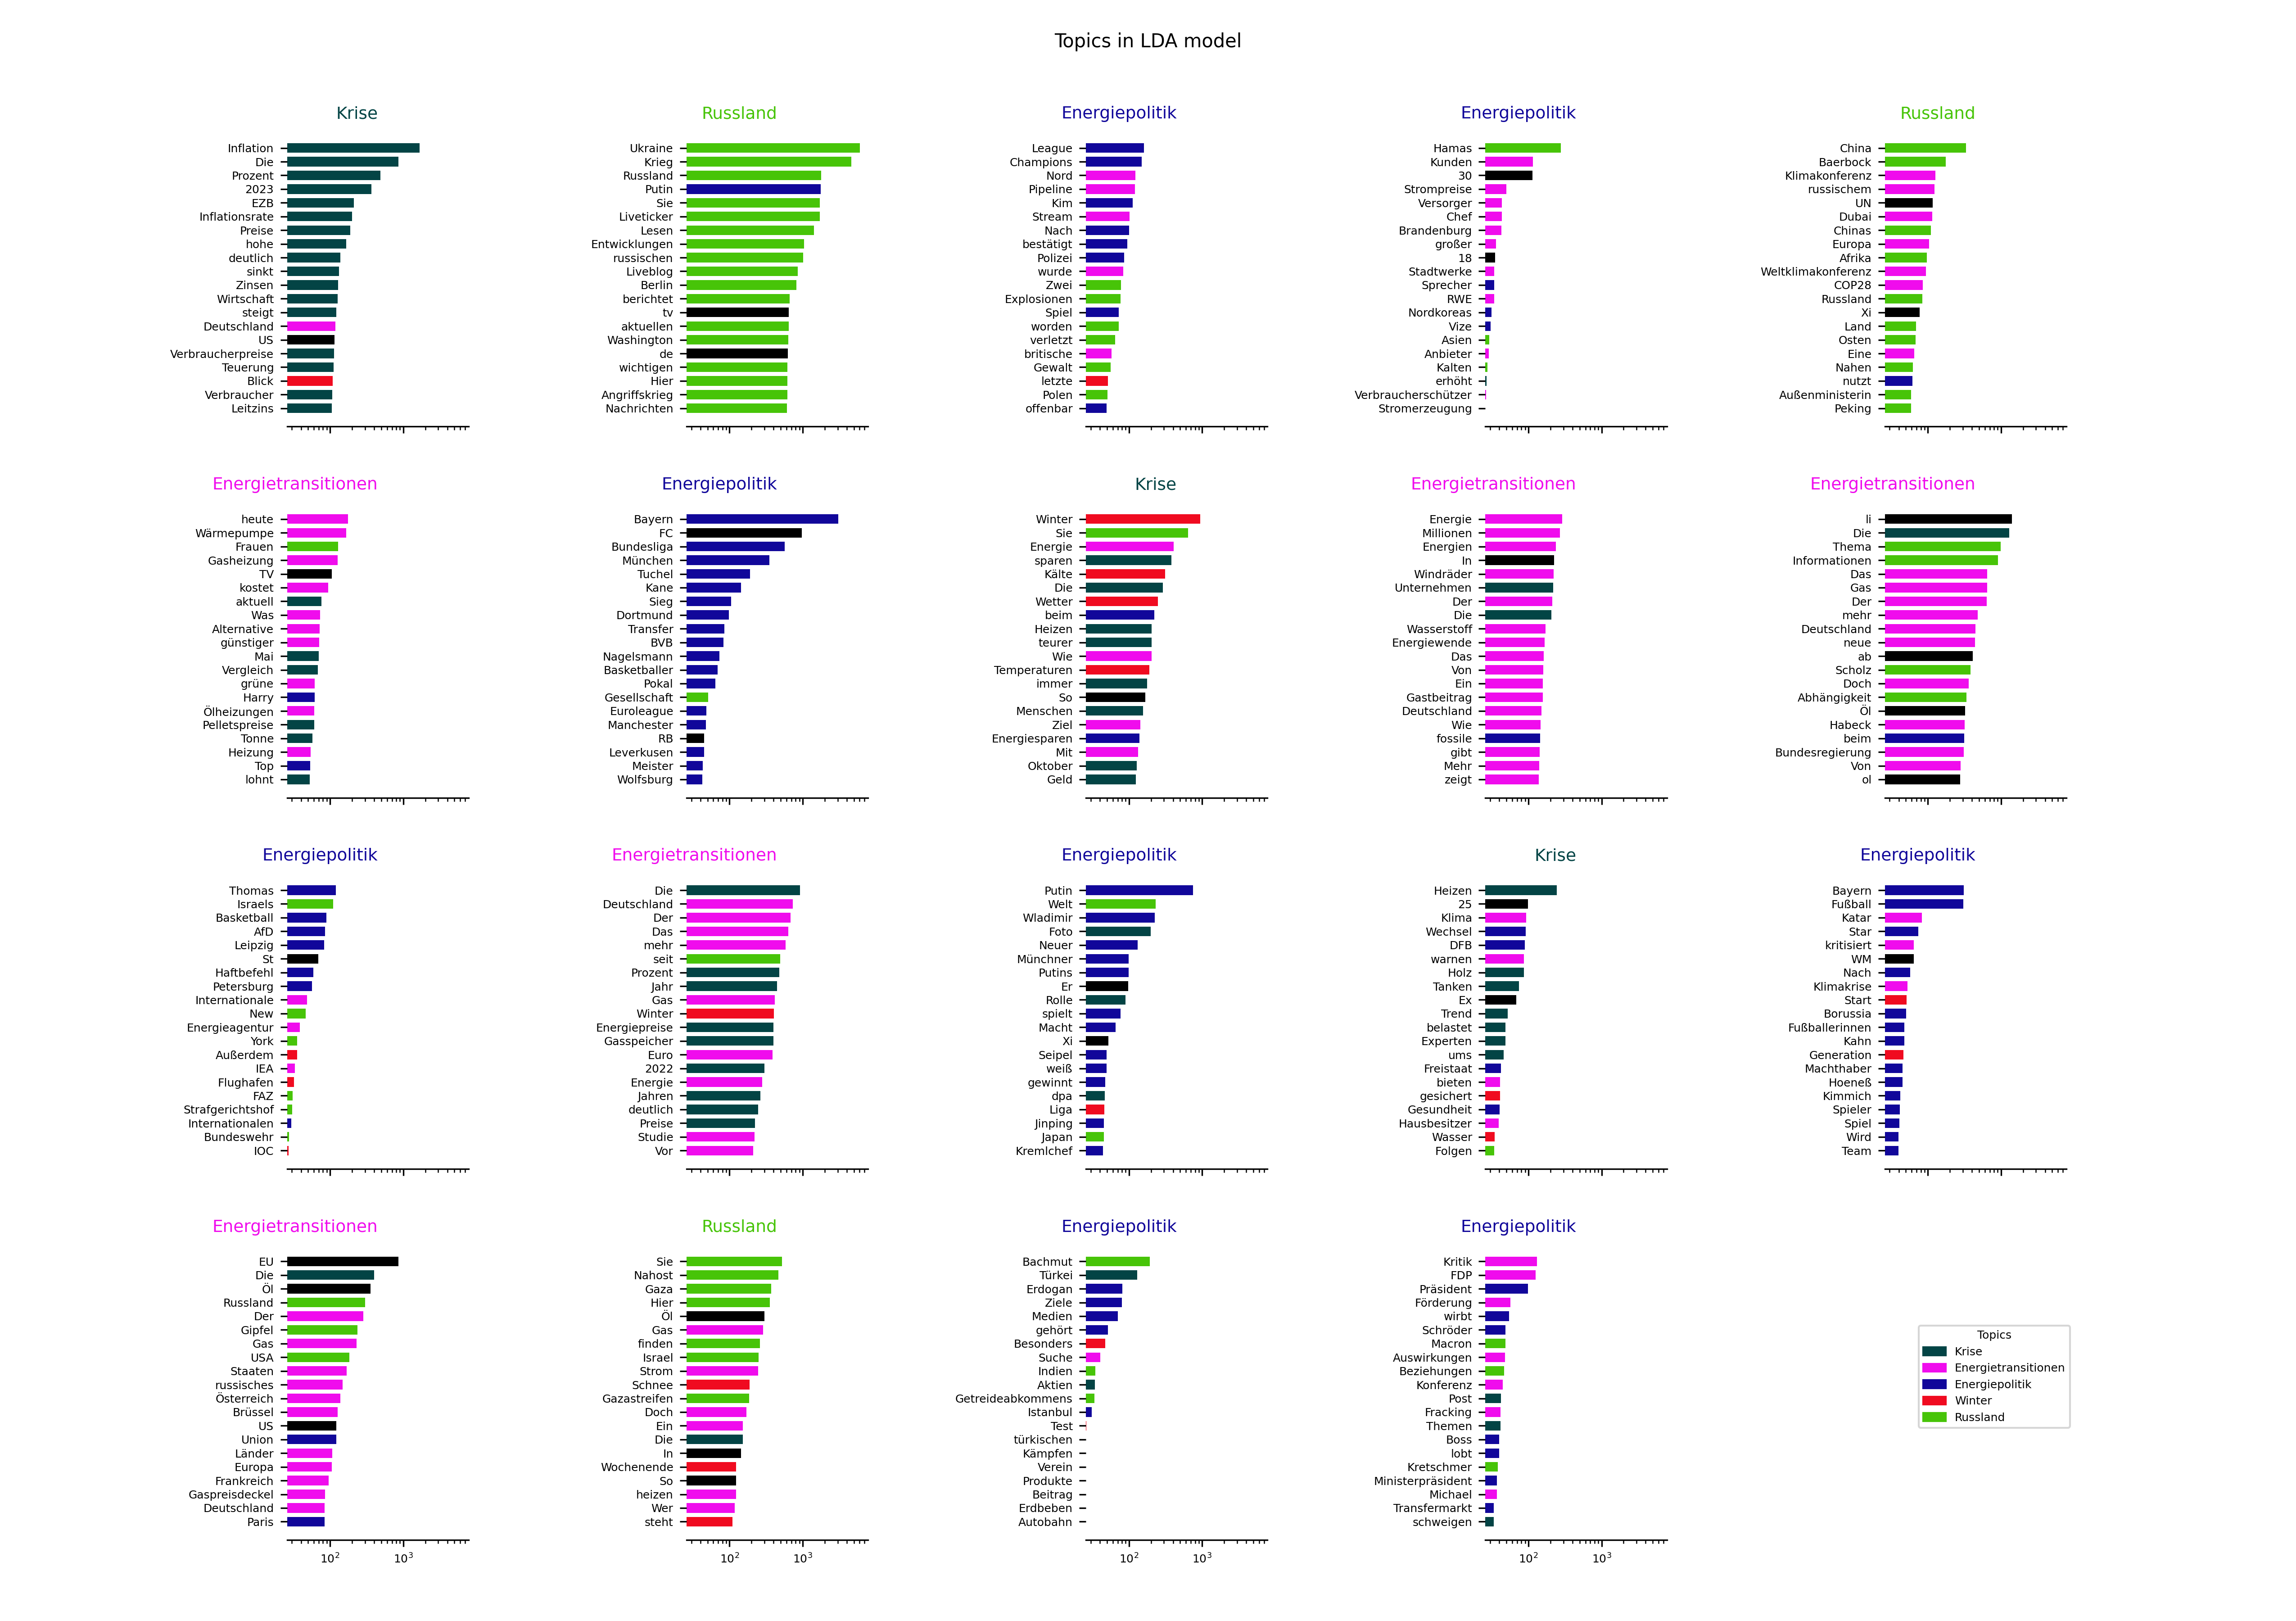 Topics in LDA model
Krise
Inflation
Die
Prozent
2023
EZB
Inflationsrate
Preise
hohe
deutlich
sinkt
Zinsen
Wirtschaft
steigt
Deutschland
US
Verbraucherpreise
Teuerung
Blick
Verbraucher
Leitzins
Russland
Ukraine
Krieg
Russland
Putin
Sie
Liveticker
Lesen
Entwicklungen
russischen
Liveblog
Berlin
berichtet
tv
aktuellen
Washington
de
wichtigen
Hier
Angriffskrieg
Nachrichten
Energiepolitik
League
Champions
Nord
Pipeline
Kim
Stream
Nach
bestätigt
Polizei
wurde
Zwei
Explosionen
Spiel
worden
verletzt
britische
Gewalt
letzte
Polen
offenbar
Energiepolitik
Hamas
Kunden
30
Strompreise
Versorger
Chef
Brandenburg
großer
18
Stadtwerke
Sprecher
RWE
Nordkoreas
Vize
Asien
Anbieter
Kalten
erhöht
Verbraucherschützer
Stromerzeugung
Russland
China
Baerbock
Klimakonferenz
russischem
UN
Dubai
Chinas
Europa
Afrika
Weltklimakonferenz
COP28
Russland
Xi
Land
Osten
Eine
Nahen
nutzt
Außenministerin
Peking
Energietransitionen
heute
Wärmepumpe
Frauen
Gasheizung
TV
kostet
aktuell
Was
Alternative
günstiger
Mai
Vergleich
grüne
Harry
Ölheizungen
Pelletspreise
Tonne
Heizung
Top
lohnt
Energiepolitik
Bayern
FC
Bundesliga
München
Tuchel
Kane
Sieg
Dortmund
Transfer
BVB
Nagelsmann
Basketballer
Pokal
Gesellschaft
Euroleague
Manchester
RB
Leverkusen
Meister
Wolfsburg
Krise
Winter
Sie
Energie
sparen
Kälte
Die
Wetter
beim
Heizen
teurer
Wie
Temperaturen
immer
So
Menschen
Ziel
Energiesparen
Mit
Oktober
Geld
Energietransitionen
Energie
Millionen
Energien
In
Windräder
Unternehmen
Der
Die
Wasserstoff
Energiewende
Das
Von
Ein
Gastbeitrag
Deutschland
Wie
fossile
gibt
Mehr
zeigt
Energietransitionen
li
Die
Thema
Informationen
Das
Gas
Der
mehr
Deutschland
neue
ab
Scholz
Doch
Abhängigkeit
Öl
Habeck
beim
Bundesregierung
Von
ol
Energiepolitik
Thomas
Israels
Basketball
AfD
Leipzig
St
Haftbefehl
Petersburg
Internationale
New
Energieagentur
York
Außerdem
IEA
Flughafen
FAZ
Strafgerichtshof
Internationalen
Bundeswehr
IOC
Energietransitionen
Die
Deutschland
Der
Das
mehr
seit
Prozent
Jahr
Gas
Winter
Energiepreise
Gasspeicher
Euro
2022
Energie
Jahren
deutlich
Preise
Studie
Vor
Energiepolitik
Putin
Welt
Wladimir
Foto
Neuer
Münchner
Putins
Er
Rolle
spielt
Macht
Xi
Seipel
weiß
gewinnt
dpa
Liga
Jinping
Japan
Kremlchef
Krise
Heizen
25
Klima
Wechsel
DFB
warnen
Holz
Tanken
Ex
Trend
belastet
Experten
ums
Freistaat
bieten
gesichert
Gesundheit
Hausbesitzer
Wasser
Folgen
Energiepolitik
Bayern
Fußball
Katar
Star
kritisiert
WM
Nach
Klimakrise
Start
Borussia
Fußballerinnen
Kahn
Generation
Machthaber
Hoeneß
Kimmich
Spieler
Spiel
Wird
Team
Energietransitionen
EU
Die
Öl
Russland
Der
Gipfel
Gas
USA
Staaten
russisches
Österreich
Brüssel
US
Union
Länder
Europa
Frankreich
Gaspreisdeckel
Deutschland
Paris
10² 10³
Russland
Sie
Nahost
Gaza
Hier
Öl
Gas
finden
Israel
Strom
Schnee
Gazastreifen
Doch
Ein
Die
In
Wochenende
So
heizen
Wer
steht
10² 10³
Energiepolitik
Bachmut
Türkei
Erdogan
Ziele
Medien
gehört
Besonders
Suche
Indien
Aktien
Getreideabkommens
Istanbul
Test
türkischen
Kämpfen
Verein
Produkte
Beitrag
Erdbeben
Autobahn
10² 10³
Energiepolitik
Kritik
FDP
Präsident
Förderung
wirbt
Schröder
Macron
Auswirkungen
Beziehungen
Konferenz
Post
Fracking
Themen
Boss
lobt
Kretschmer
Ministerpräsident
Michael
Transfermarkt
schweigen
10² 10³
Topics
Krise
Energietransitionen
Energiepolitik
Winter
Russland